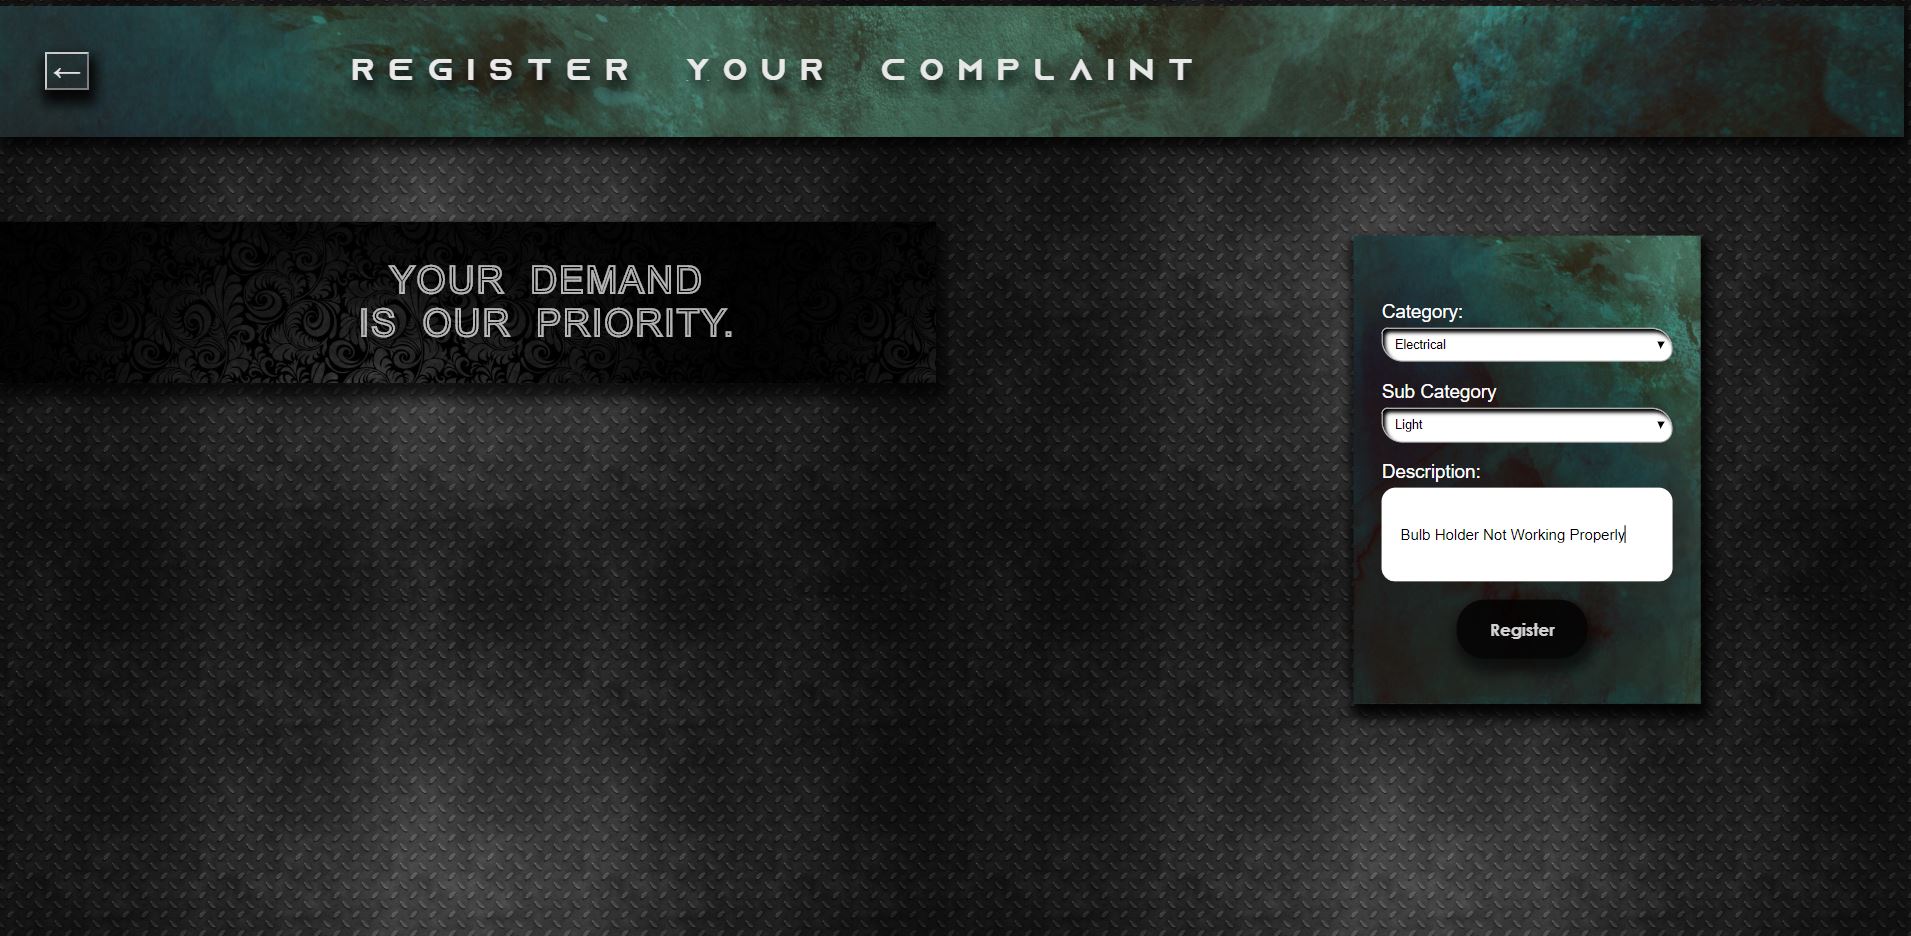 ←
REGISTER YOUR COMPLAINT
YOUR DEMAND
IS OUR PRIORITY.
Category:
Electrical
Sub Category
Light
Description:
Bulb Holder Not Working Properly
Register